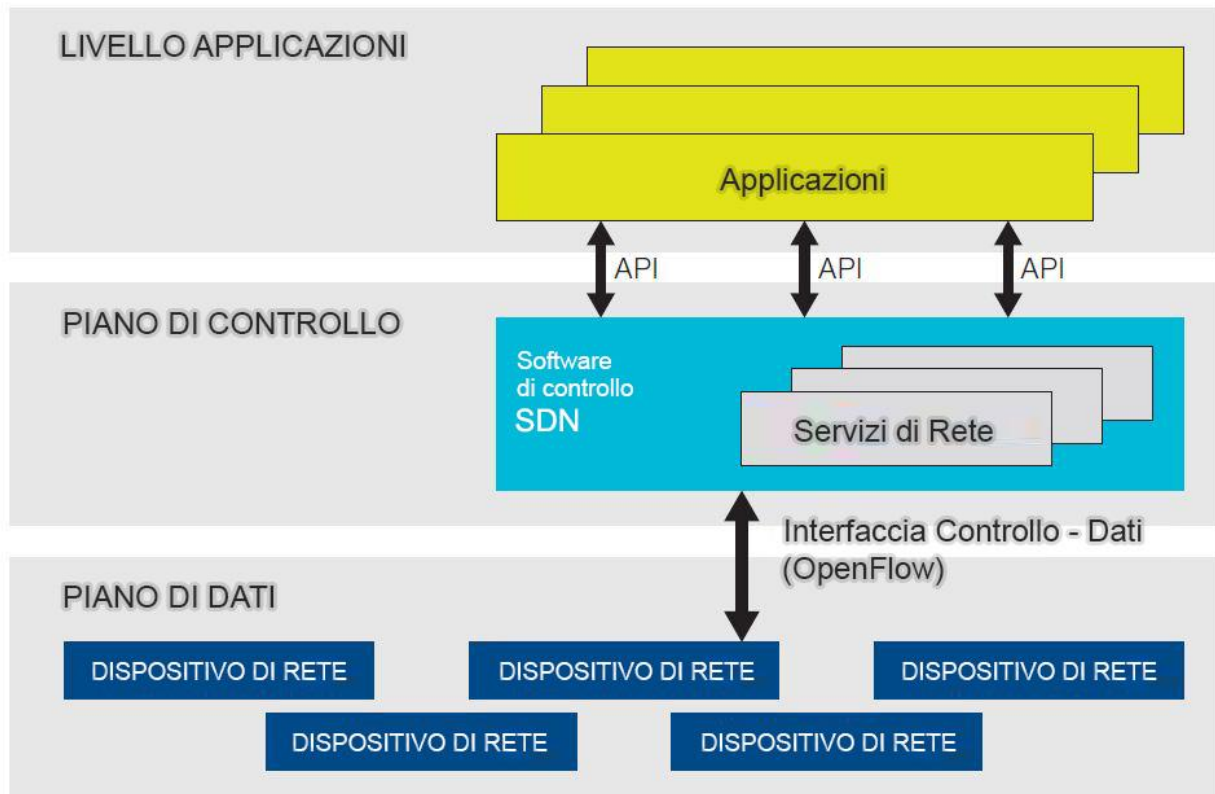 LIVELLO APPLICAZIONI
Applicazioni
API
API
API
PIANO DI CONTROLLO
Software
di controllo
SDN
Servizi di Rete
Interfaccia Controllo - Dati
(OpenFlow)
PIANO DI DATI
DISPOSITIVO DI RETE
DISPOSITIVO DI RETE
DISPOSITIVO DI RETE
DISPOSITIVO DI RETE
DISPOSITIVO DI RETE